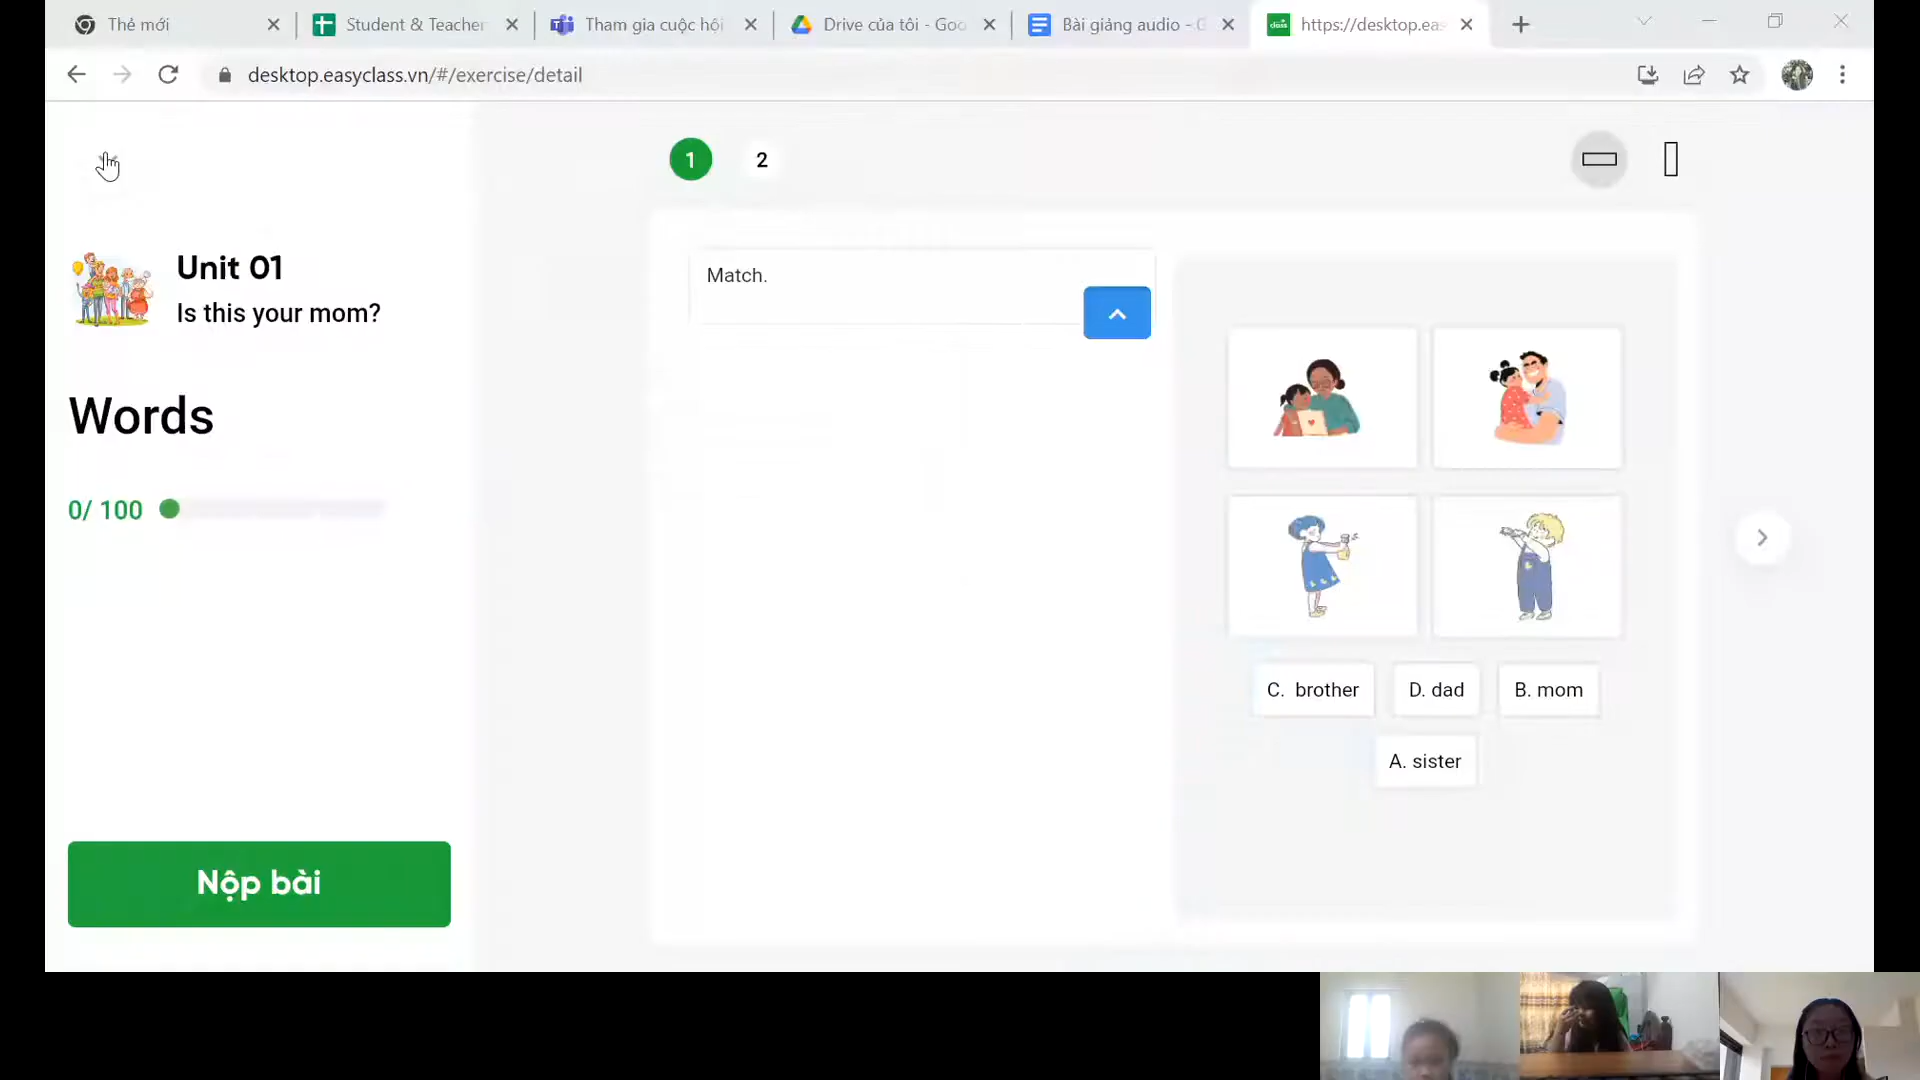 Thẻ mới
Student & Teacher
Tham gia cuộc hội
Drive của tôi - Goo
Bài giảng audio - G
https://desktop.eas
desktop.easyclass.vn/#/exercise/detail
1
2
Unit 01
Is this your mom?
Match.
Words
0/ 100
C. brother
D. dad
B. mom
A. sister
Nộp bài